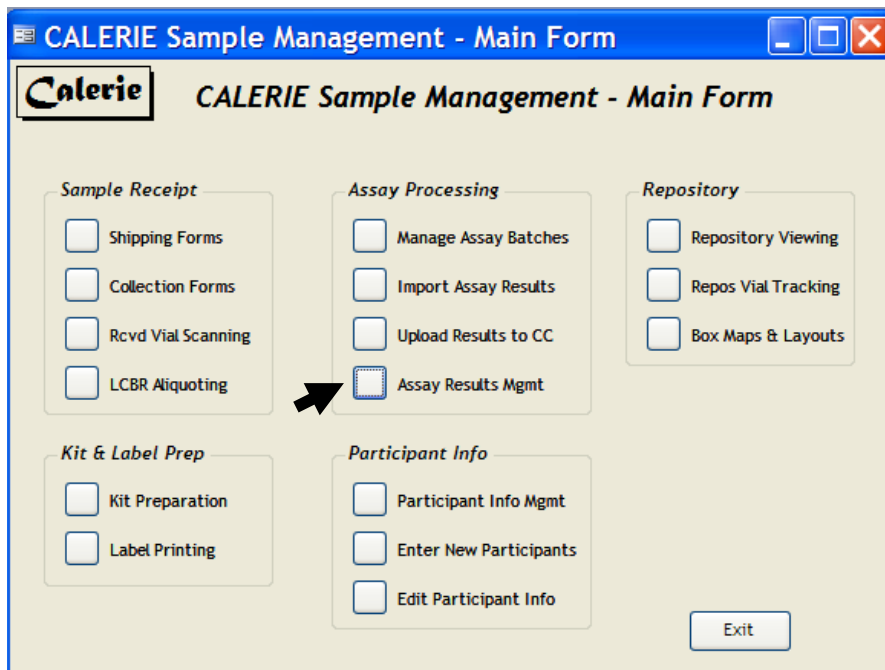 CALERIE Sample Management - Main Form
Calerie
CALERIE Sample Management - Main Form
Sample Receipt
Shipping Forms
Collection Forms
Rcvd Vial Scanning
LCBR Aliquoting
Assay Processing
Manage Assay Batches
Import Assay Results
Upload Results to CC
Assay Results Mgmt
Repository
Repository Viewing
Repos Vial Tracking
Box Maps & Layouts
Kit & Label Prep
Kit Preparation
Label Printing
Participant Info
Participant Info Mgmt
Enter New Participants
Edit Participant Info
Exit